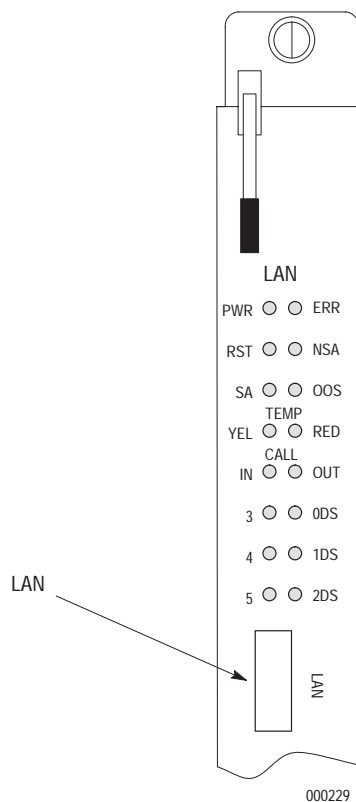 LAN
PWR ERR
RST NSA
SA OOS
TEMP
YEL RED
CALL
IN OUT
3 0DS
4 1DS
5 2DS
LAN
LAN
000229